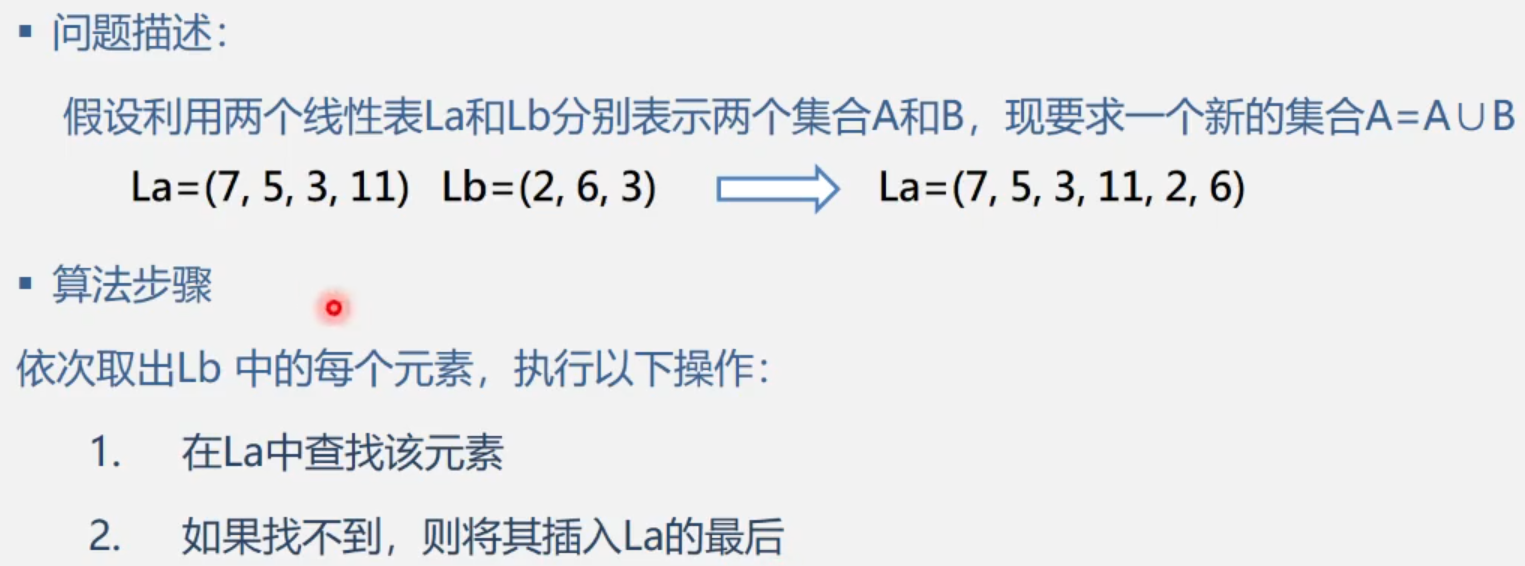 ▪ 问题描述：
假设利用两个线性表La和Lb分别表示两个集合A和B，现要求一个新的集合A=A∪B
La=(7, 5, 3, 11) Lb=(2, 6, 3) La=(7, 5, 3, 11, 2, 6)
▪ 算法步骤
依次取出Lb 中的每个元素，执行以下操作：
1. 在La中查找该元素
2. 如果找不到，则将其插入La的最后